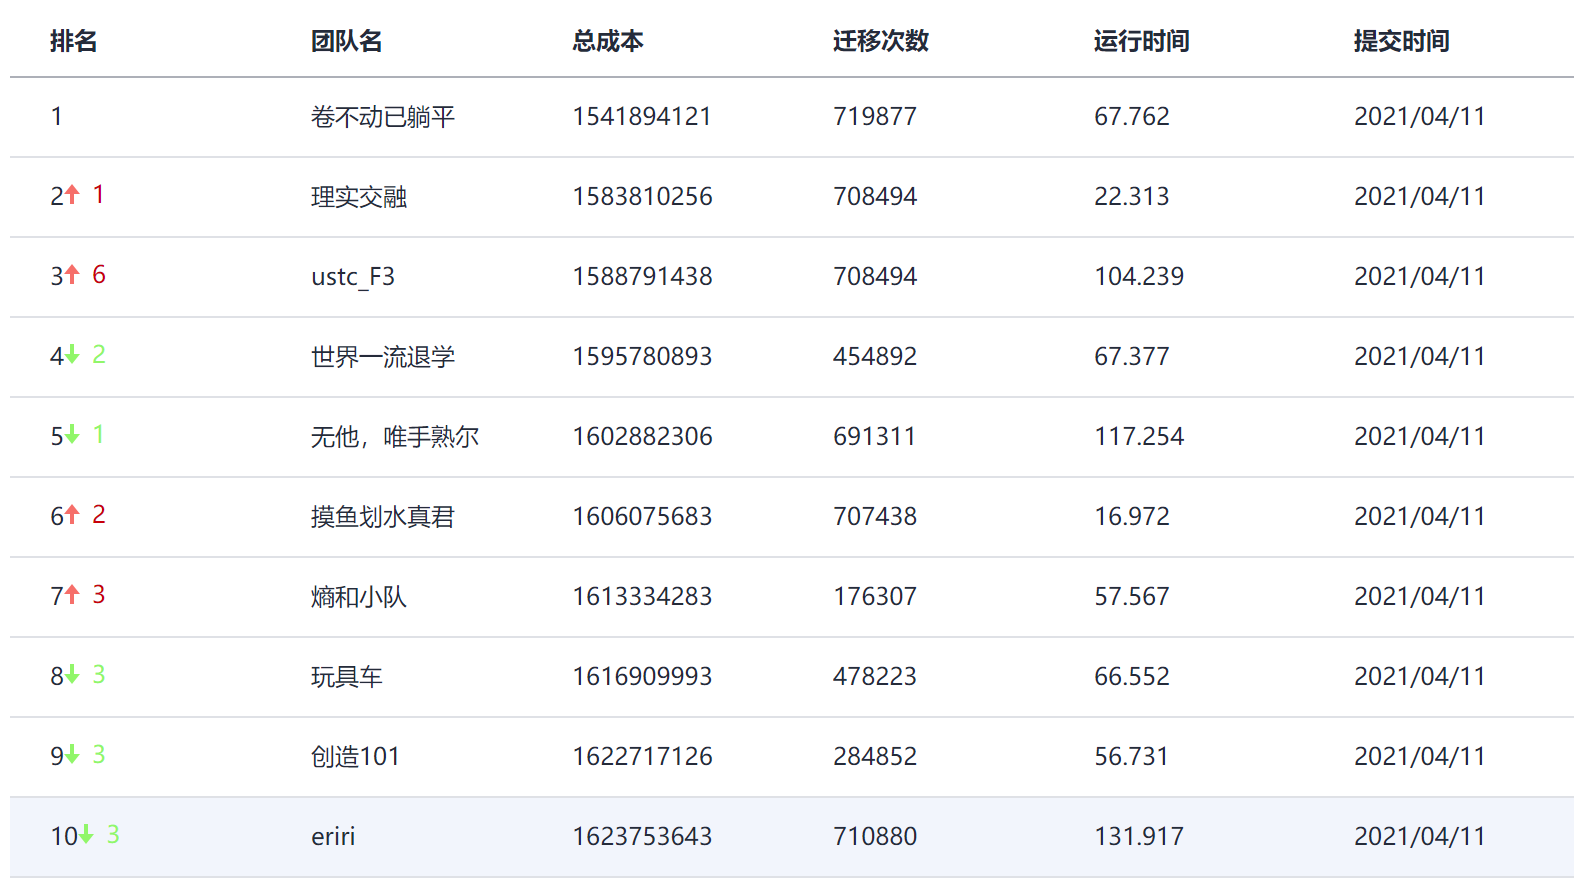 排名 团队名 总成本 迁移次数 运行时间 提交时间
1 卷不动已躺平 1541894121 719877 67.762 2021/04/11
2 1 理实交融 1583810256 708494 22.313 2021/04/11
3 6 ustc_F3 1588791438 708494 104.239 2021/04/11
4 2 世界一流退学 1595780893 454892 67.377 2021/04/11
5 1 无他，唯手熟尔 1602882306 691311 117.254 2021/04/11
6 2 摸鱼划水真君 1606075683 707438 16.972 2021/04/11
7 3 熵和小队 1613334283 176307 57.567 2021/04/11
8 3 玩具车 1616909993 478223 66.552 2021/04/11
9 3 创造101 1622717126 284852 56.731 2021/04/11
10 3 eriri 1623753643 710880 131.917 2021/04/11